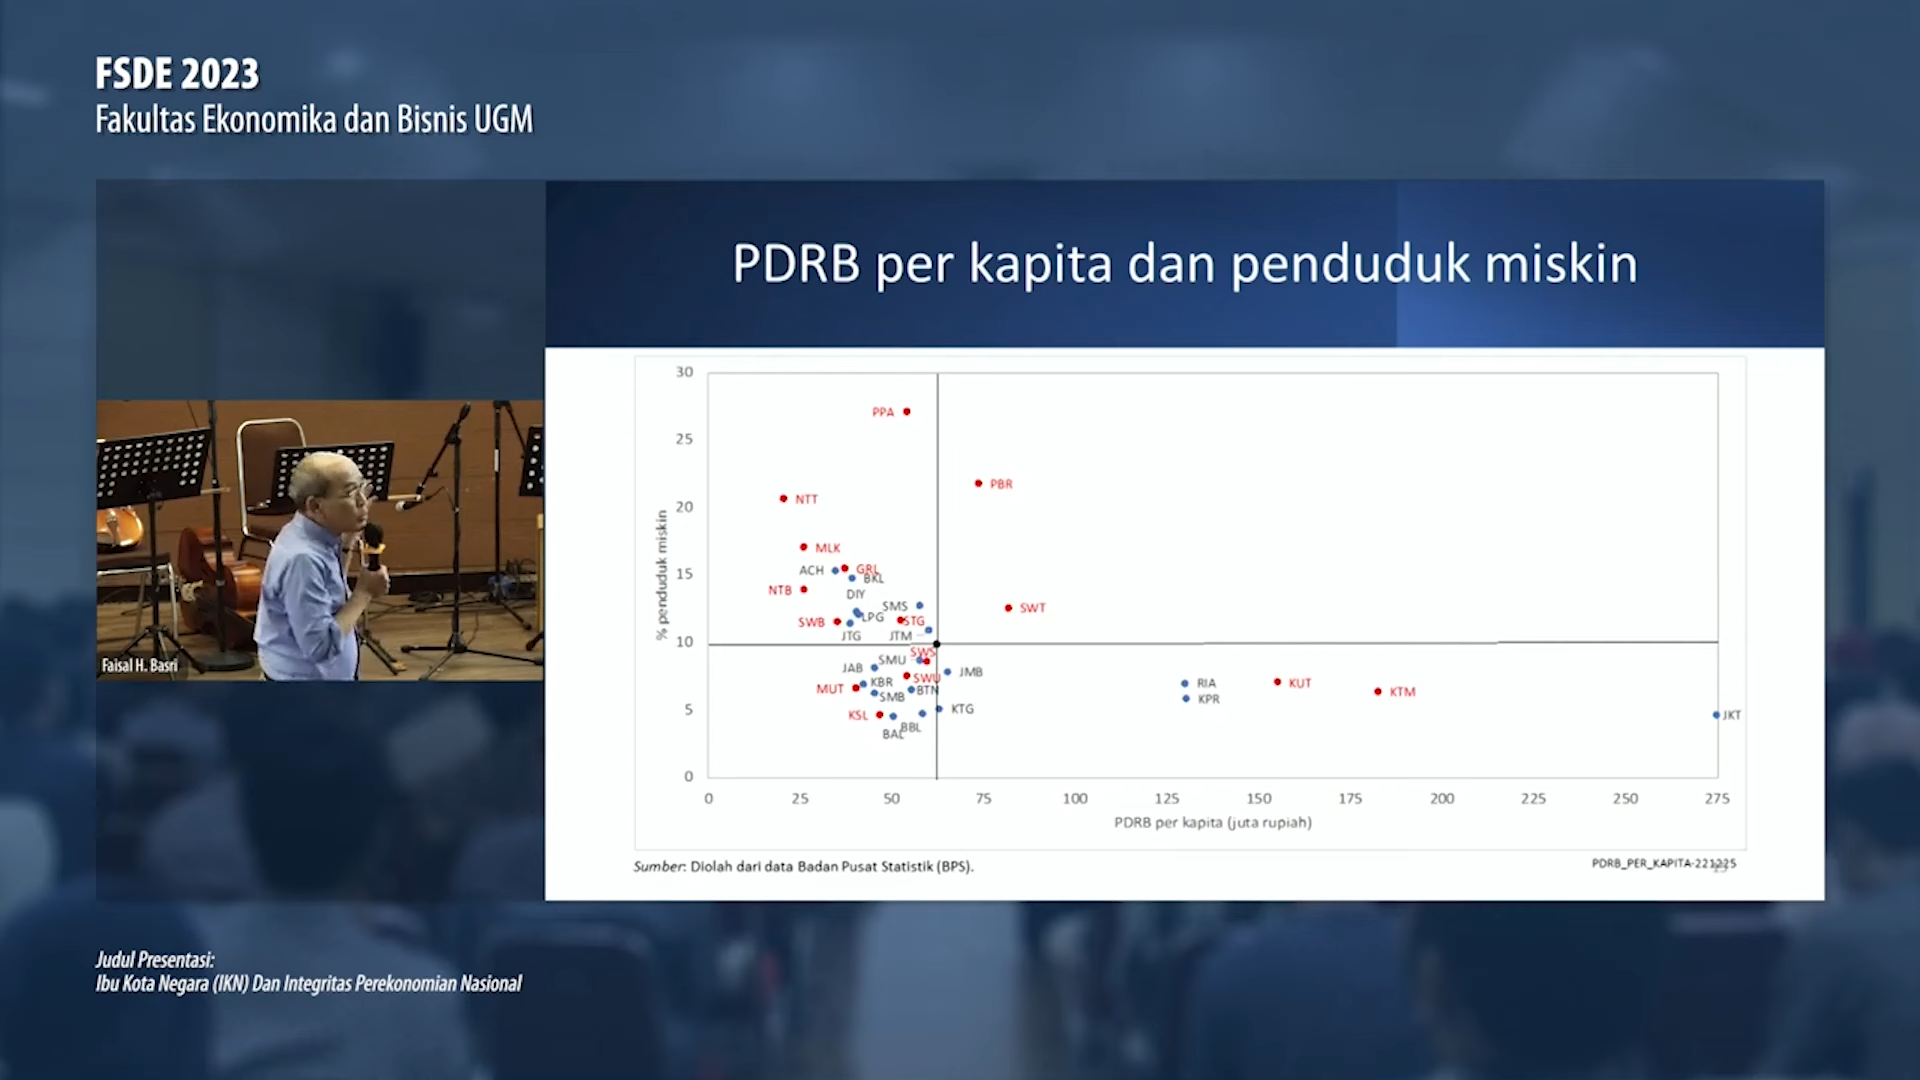 FSDE 2023
Fakultas Ekonomika dan Bisnis UGM
PDRB per kapita dan penduduk miskin
30
25
20
15
10
5
0
% penduduk miskin
PPA
PBR
NTT
MLK
ACH
GRL
BKL
NTB
DIY
SMS
SWT
LPG
SWB
STG
JTG
JTM
SWS
SMU
JAB
JMB
SWU
KBR
MUT
BTN
SMB
RIA
KUT
KTM
KPR
KTG
KSL
JKT
BBL
BAL
0 25 50 75 100 125 150 175 200 225 250 275
PDRB per kapita (juta rupiah)
Sumber: Diolah dari data Badan Pusat Statistik (BPS).
PDRB_PER_KAPITA-221225
Faisal H. Basri
Judul Presentasi:
Ibu Kota Negara (IKN) Dan Integritas Perekonomian Nasional